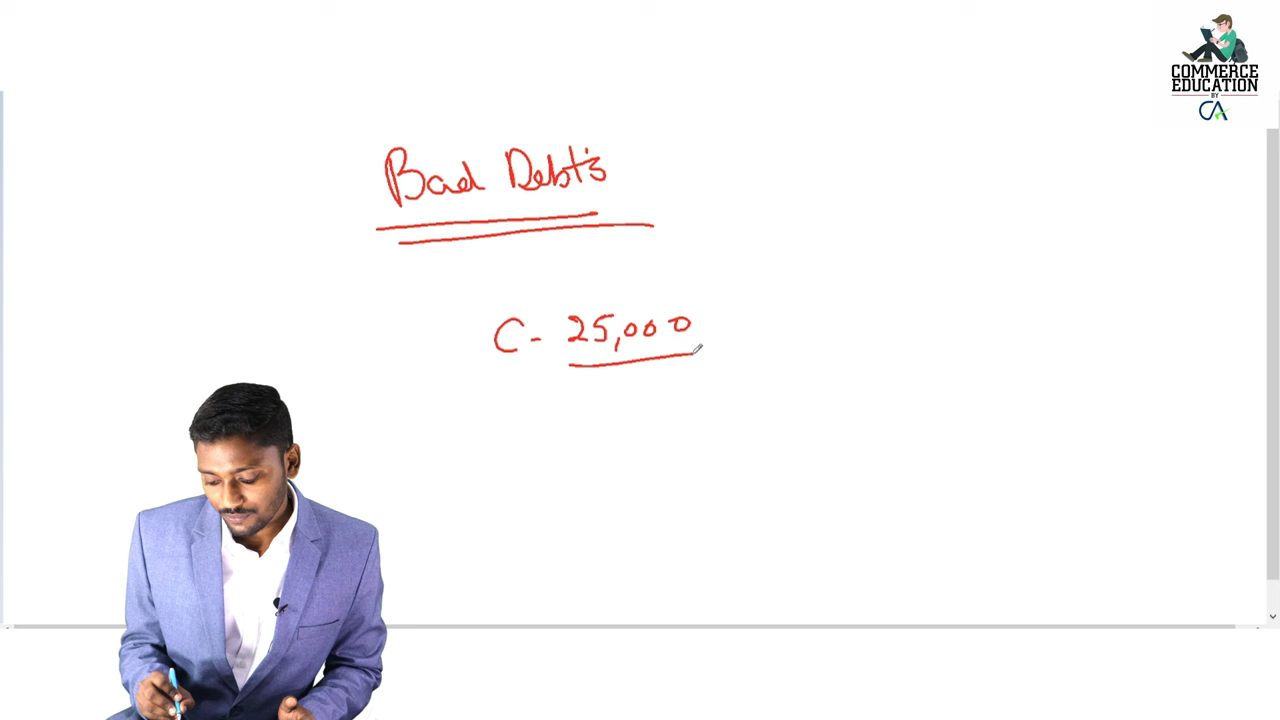 COMMERCE
EDUCATION
BY
CA
Bad Debt's
C - 25,000